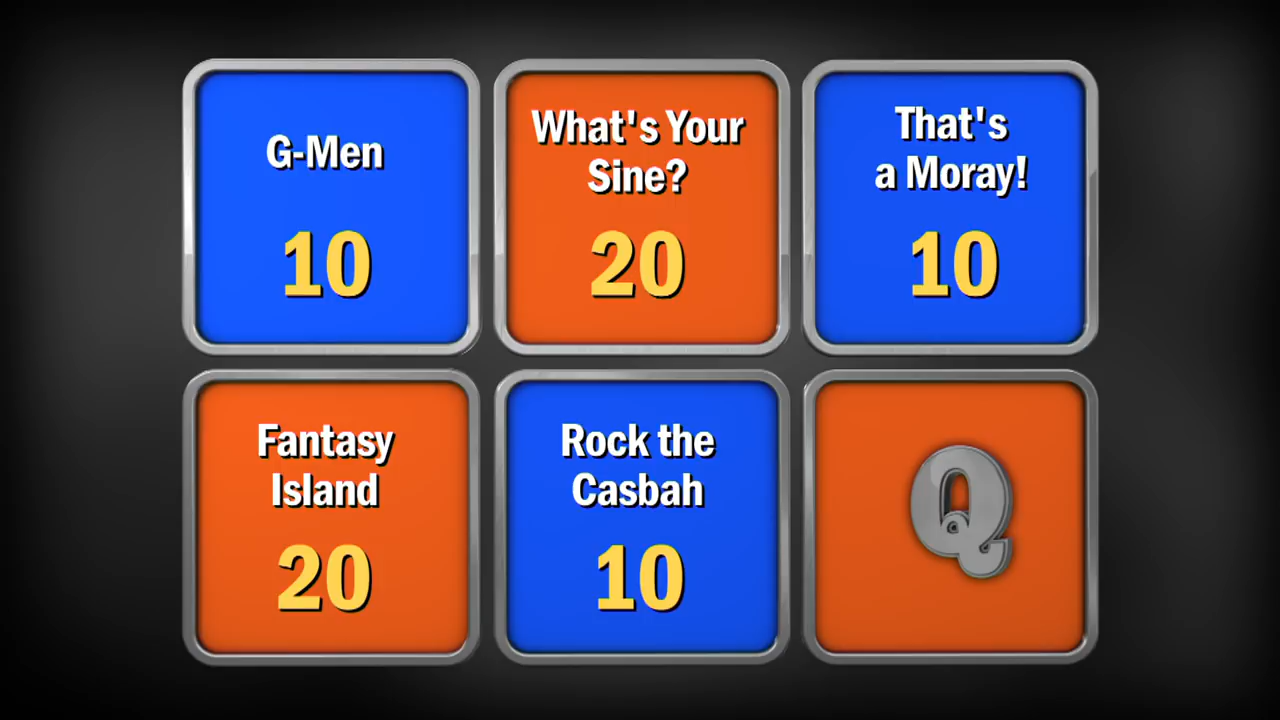 G-Men
10
What's Your
Sine?
20
That's
a Moray!
10
Fantasy
Island
20
Rock the
Casbah
10
Q